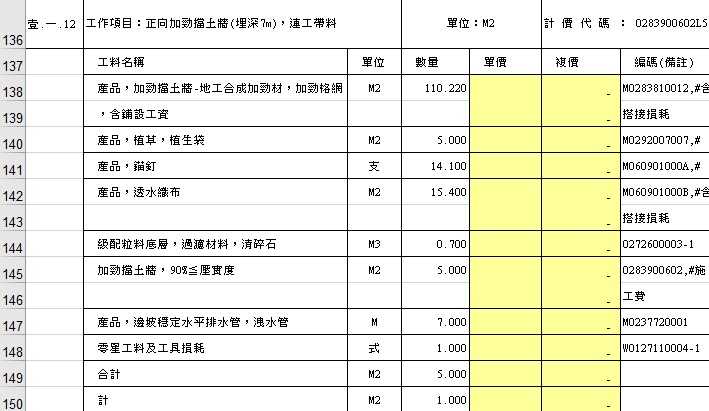 136 壹.一.12 工作項目：正向加勁擋土牆(埋深7m)，連工帶料 單位：M2 計價代碼：0283900602L5
137 工料名稱 單位 數量 單價 複價 編碼(備註)
138 產品，加勁擋土牆-地工合成加勁材，加勁格網 M2 110.220 - M0283810012,#含
139 ，含鋪設工資 - 搭接損耗
140 產品，植草，植生袋 M2 5.000 - M0292007007,#
141 產品，錨釘 支 14.100 - M060901000A,#
142 產品，透水織布 M2 15.400 - M060901000B,#含
143 - 搭接損耗
144 級配粒料底層，過濾材料，清碎石 M3 0.700 - 0272600003-1
145 加勁擋土牆，90%≦壓實度 M2 5.000 - 0283900602,#施
146 - 工費
147 產品，邊坡穩定水平排水管，洩水管 M 7.000 - M0237720001
148 零星工料及工具損耗 式 1.000 - W0127110004-1
149 合計 M2 5.000 -
150 計 M2 1.000 -